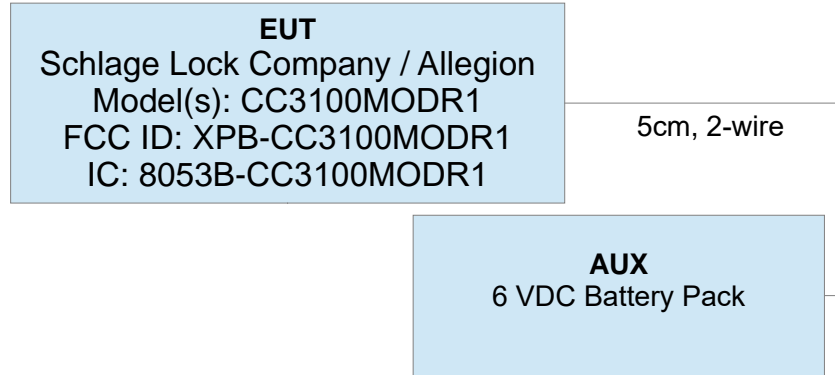 EUT
Schlage Lock Company / Allegion
Model(s): CC3100MODR1
FCC ID: XPB-CC3100MODR1
IC: 8053B-CC3100MODR1
5cm, 2-wire
AUX
6 VDC Battery Pack